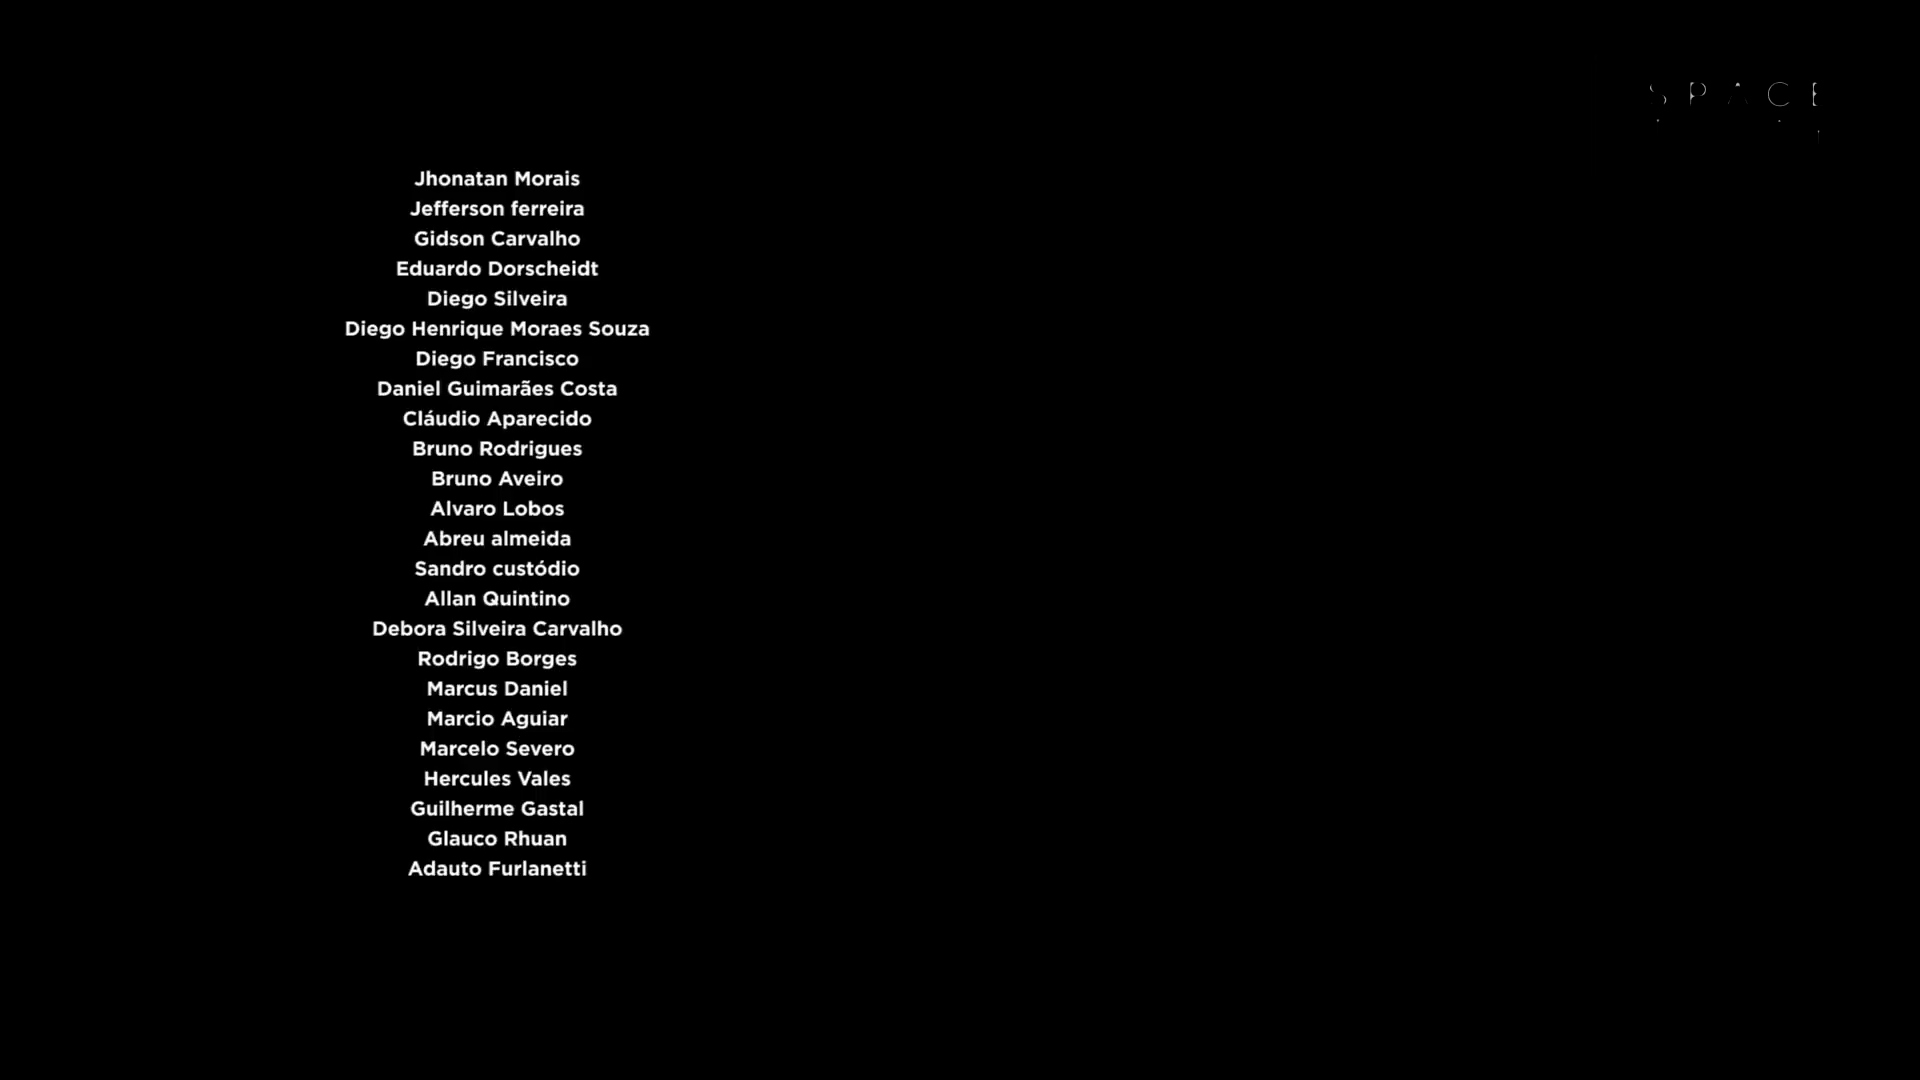 SPACE
Jhonatan Morais
Jefferson ferreira
Gidson Carvalho
Eduardo Dorscheidt
Diego Silveira
Diego Henrique Moraes Souza
Diego Francisco
Daniel Guimarães Costa
Cláudio Aparecido
Bruno Rodrigues
Bruno Aveiro
Alvaro Lobos
Abreu almeida
Sandro custódio
Allan Quintino
Debora Silveira Carvalho
Rodrigo Borges
Marcus Daniel
Marcio Aguiar
Marcelo Severo
Hercules Vales
Guilherme Gastal
Glauco Rhuan
Adauto Furlanetti